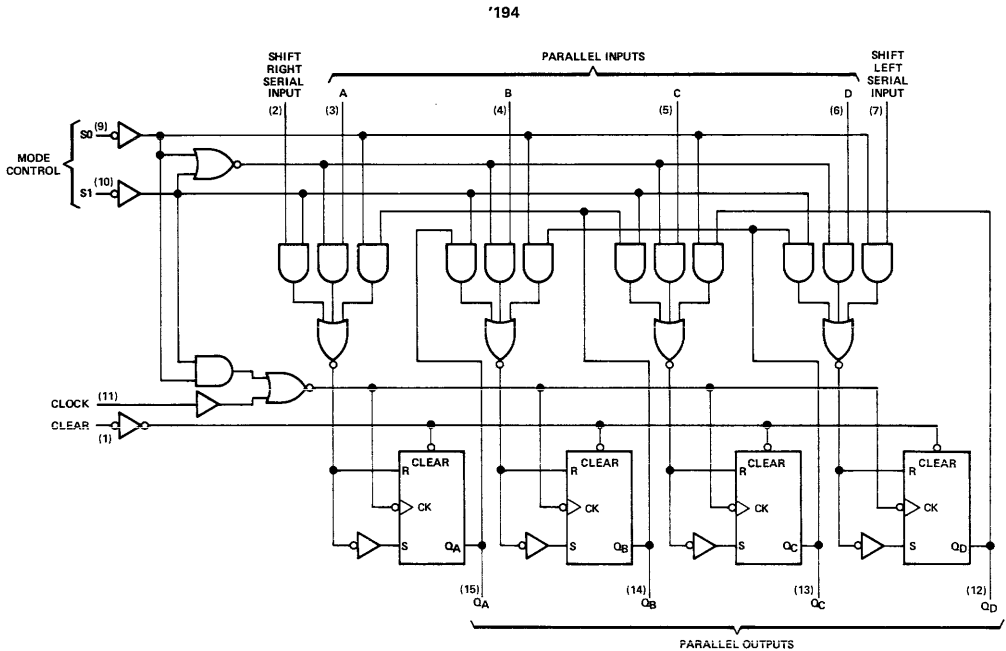 '194
SHIFT
RIGHT
SERIAL
INPUT
(2)
PARALLEL INPUTS
A
(3)
B
(4)
C
(5)
D
(6)
SHIFT
LEFT
SERIAL
INPUT
(7)
MODE
CONTROL
S0 (9)
S1 (10)
CLOCK (11)
CLEAR
(1)
CLEAR
R
CK
S
QA
CLEAR
R
CK
S
QB
CLEAR
R
CK
S
QC
CLEAR
R
CK
S
QD
(15)
QA
(14)
QB
(13)
QC
(12)
QD
PARALLEL OUTPUTS